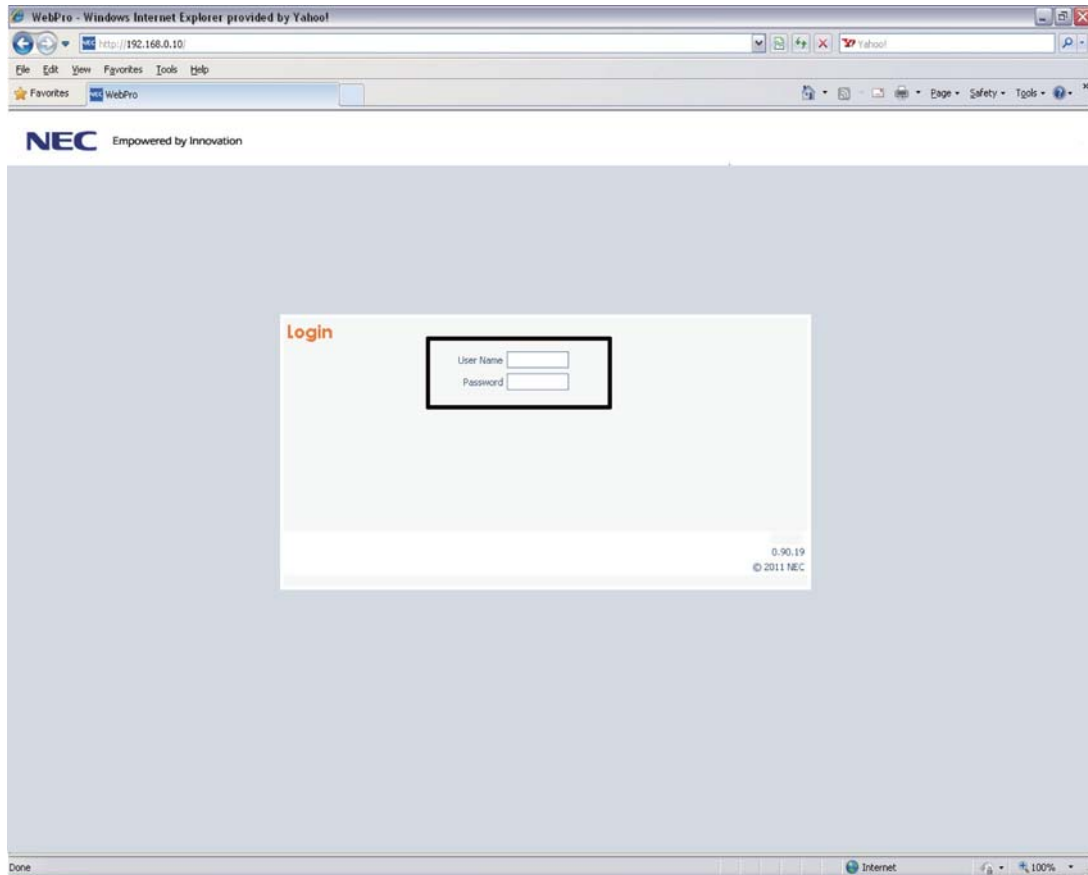 WebPro - Windows Internet Explorer provided by Yahoo!
http://192.168.0.10/
Yahoo!
File Edit View Favorites Tools Help
Favorites
WebPro
Page
Safety
Tools
NEC Empowered by Innovation
Login
User Name
Password
0.90.19
© 2011 NEC
Done
Internet
100%